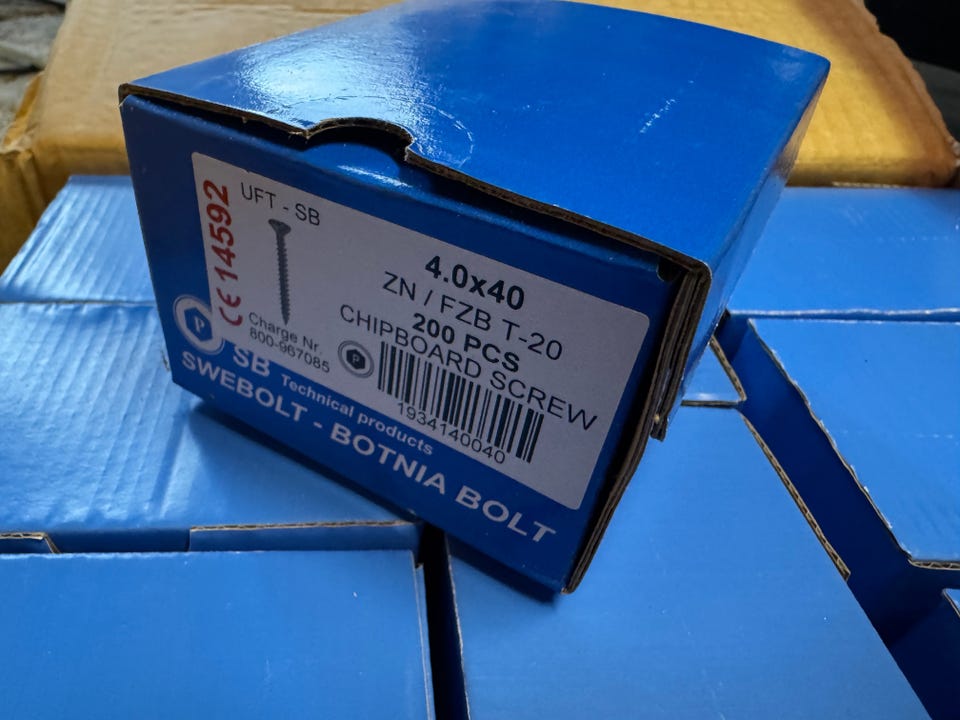 CE 14592
UFT - SB
4.0x40
ZN / FZB T-20
200 PCS
CHIPBOARD SCREW
Charge Nr.
800-967085
P
P
1934140040
SB Technical products
SWEBOLT - BOTNIA BOLT